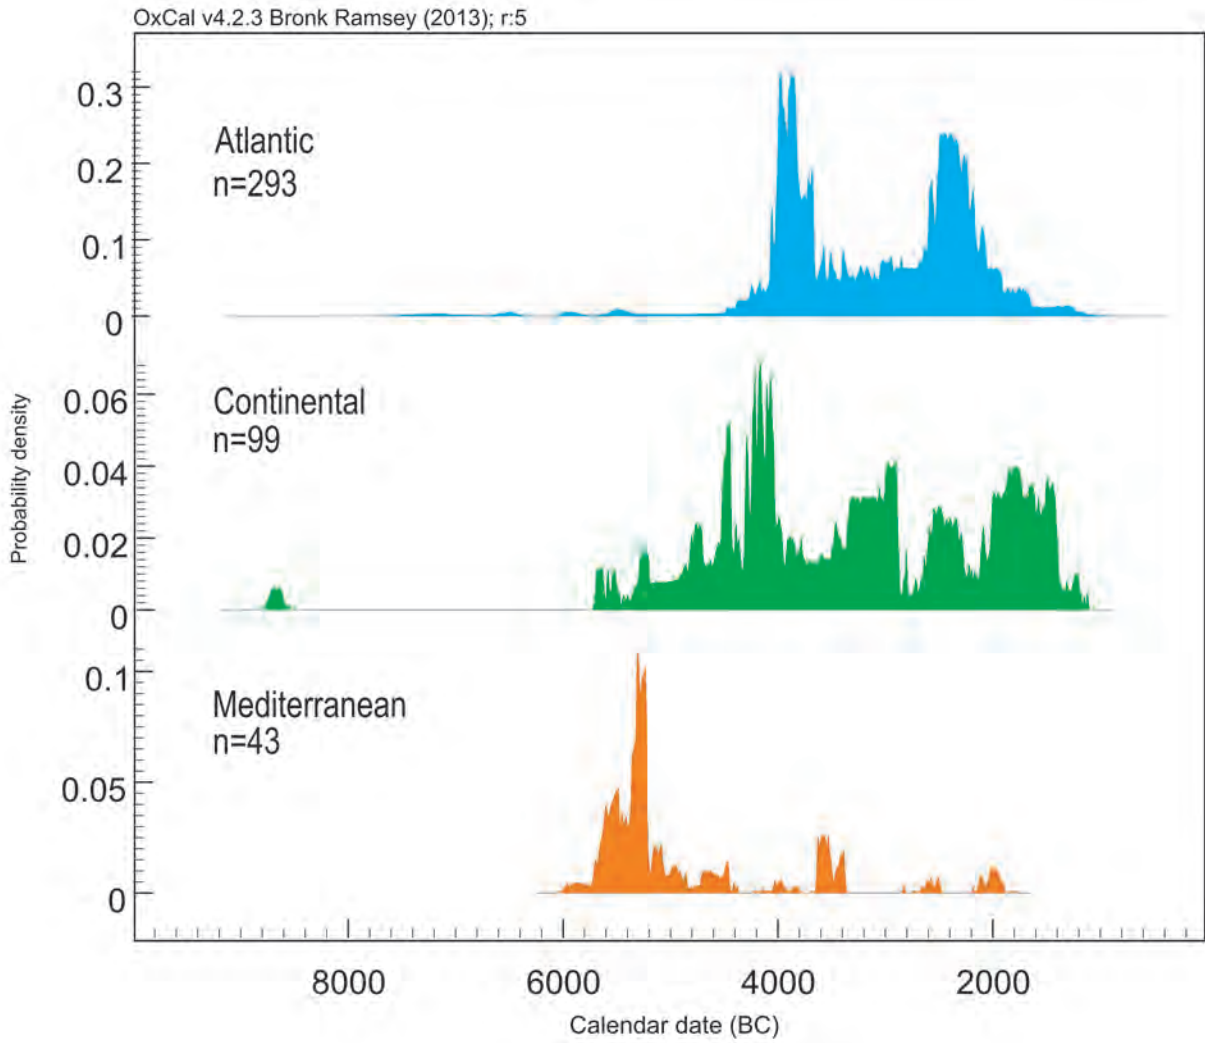 OxCal v4.2.3 Bronk Ramsey (2013); r:5
0.3
Atlantic
0.2
n=293
0.1
0
0.06
Continental
n=99
0.04
0.02
0
Probability density
0.1
Mediterranean
n=43
0.05
0
8000 6000 4000 2000
Calendar date (BC)